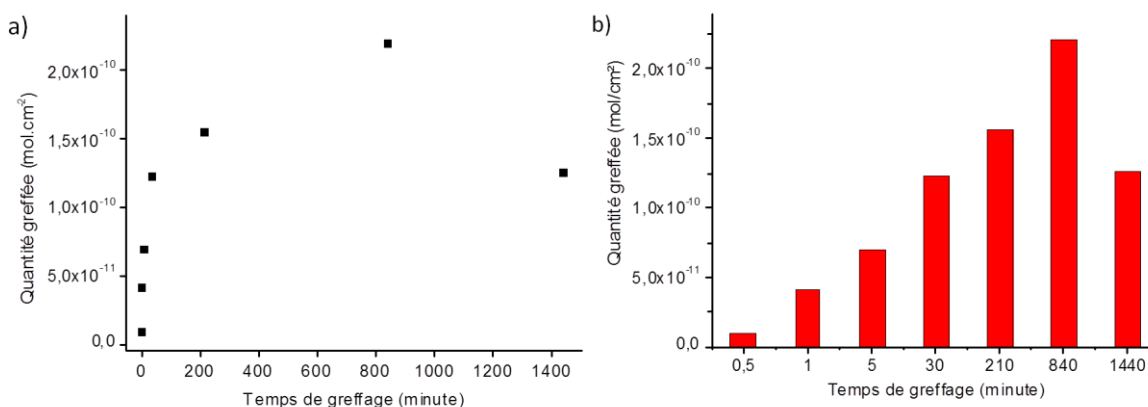 a)
Quantité greffée (mol.cm⁻²)
2,0x10⁻¹⁰
1,5x10⁻¹⁰
1,0x10⁻¹⁰
5,0x10⁻¹¹
0,0
0 200 400 600 800 1000 1200 1400
Temps de greffage (minute)
b)
Quantité greffée (mol/cm²)
2,0x10⁻¹⁰
1,5x10⁻¹⁰
1,0x10⁻¹⁰
5,0x10⁻¹¹
0,0
0,5 1 5 30 210 840 1440
Temps de greffage (minute)